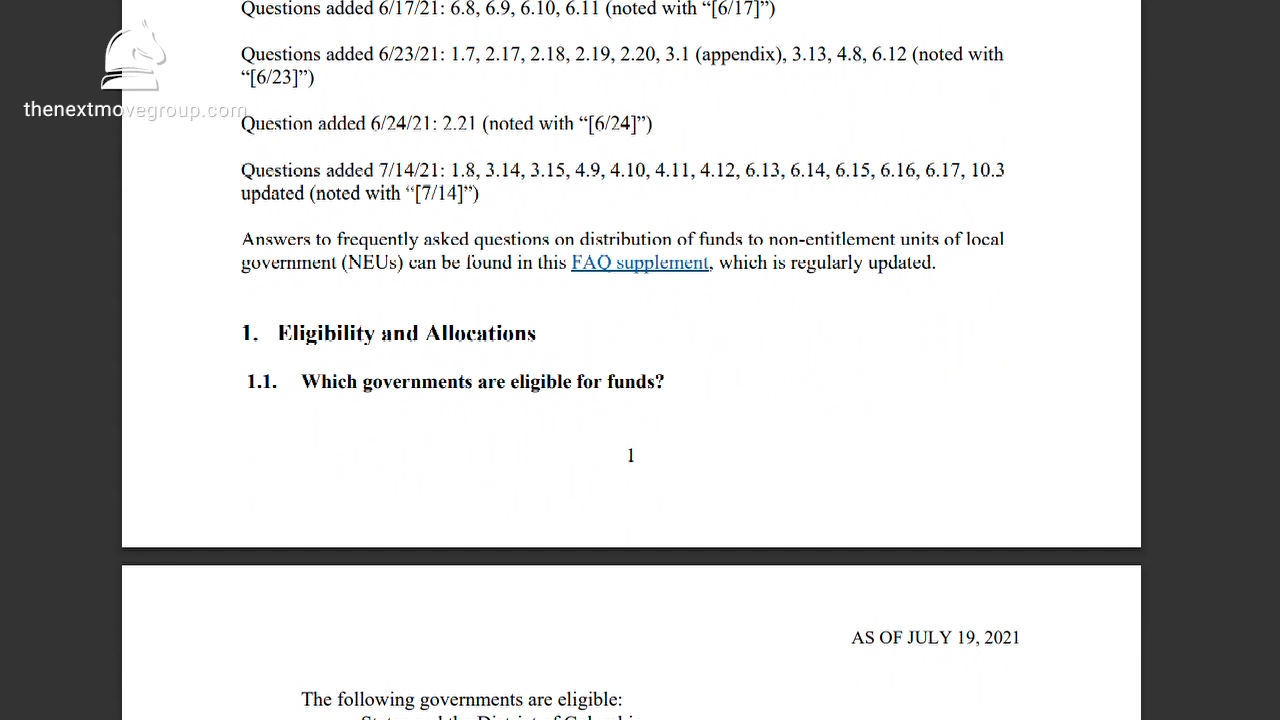 Questions added 6/17/21: 6.8, 6.9, 6.10, 6.11 (noted with “[6/17]”)
Questions added 6/23/21: 1.7, 2.17, 2.18, 2.19, 2.20, 3.1 (appendix), 3.13, 4.8, 6.12 (noted with
“[6/23]”)
thenextmovegroup.com
Question added 6/24/21: 2.21 (noted with “[6/24]”)
Questions added 7/14/21: 1.8, 3.14, 3.15, 4.9, 4.10, 4.11, 4.12, 6.13, 6.14, 6.15, 6.16, 6.17, 10.3
updated (noted with “[7/14]”)
Answers to frequently asked questions on distribution of funds to non-entitlement units of local
government (NEUs) can be found in this FAQ supplement, which is regularly updated.
1. Eligibility and Allocations
1.1. Which governments are eligible for funds?
1
AS OF JULY 19, 2021
The following governments are eligible:
States and the District of Columbia